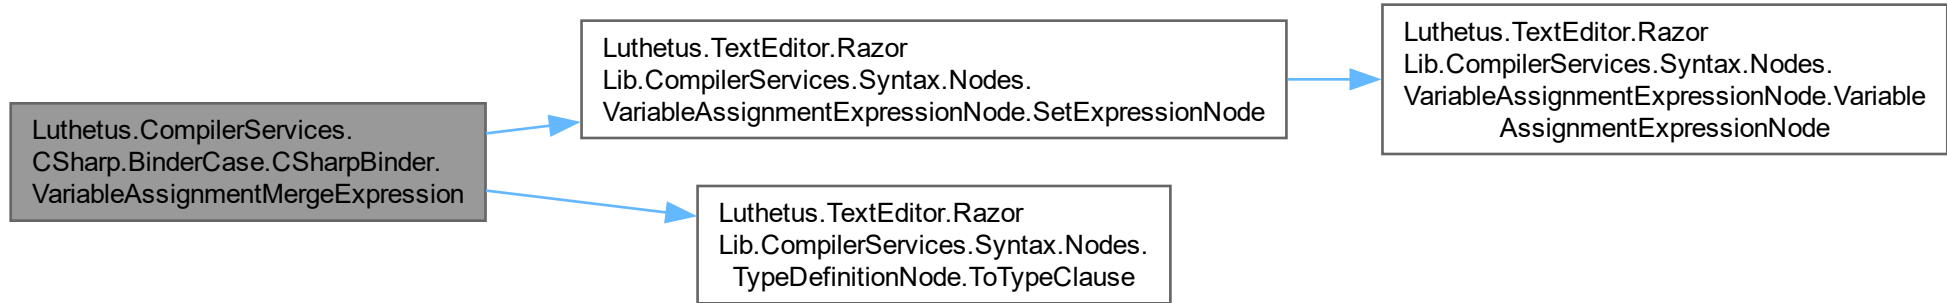 Luthetus.CompilerServices.
CSharp.BinderCase.CSharpBinder.
VariableAssignmentMergeExpression
Luthetus.TextEditor.Razor
Lib.CompilerServices.Syntax.Nodes.
VariableAssignmentExpressionNode.SetExpressionNode
Luthetus.TextEditor.Razor
Lib.CompilerServices.Syntax.Nodes.
VariableAssignmentExpressionNode.Variable
AssignmentExpressionNode
Luthetus.TextEditor.Razor
Lib.CompilerServices.Syntax.Nodes.
TypeDefinitionNode.ToTypeClause